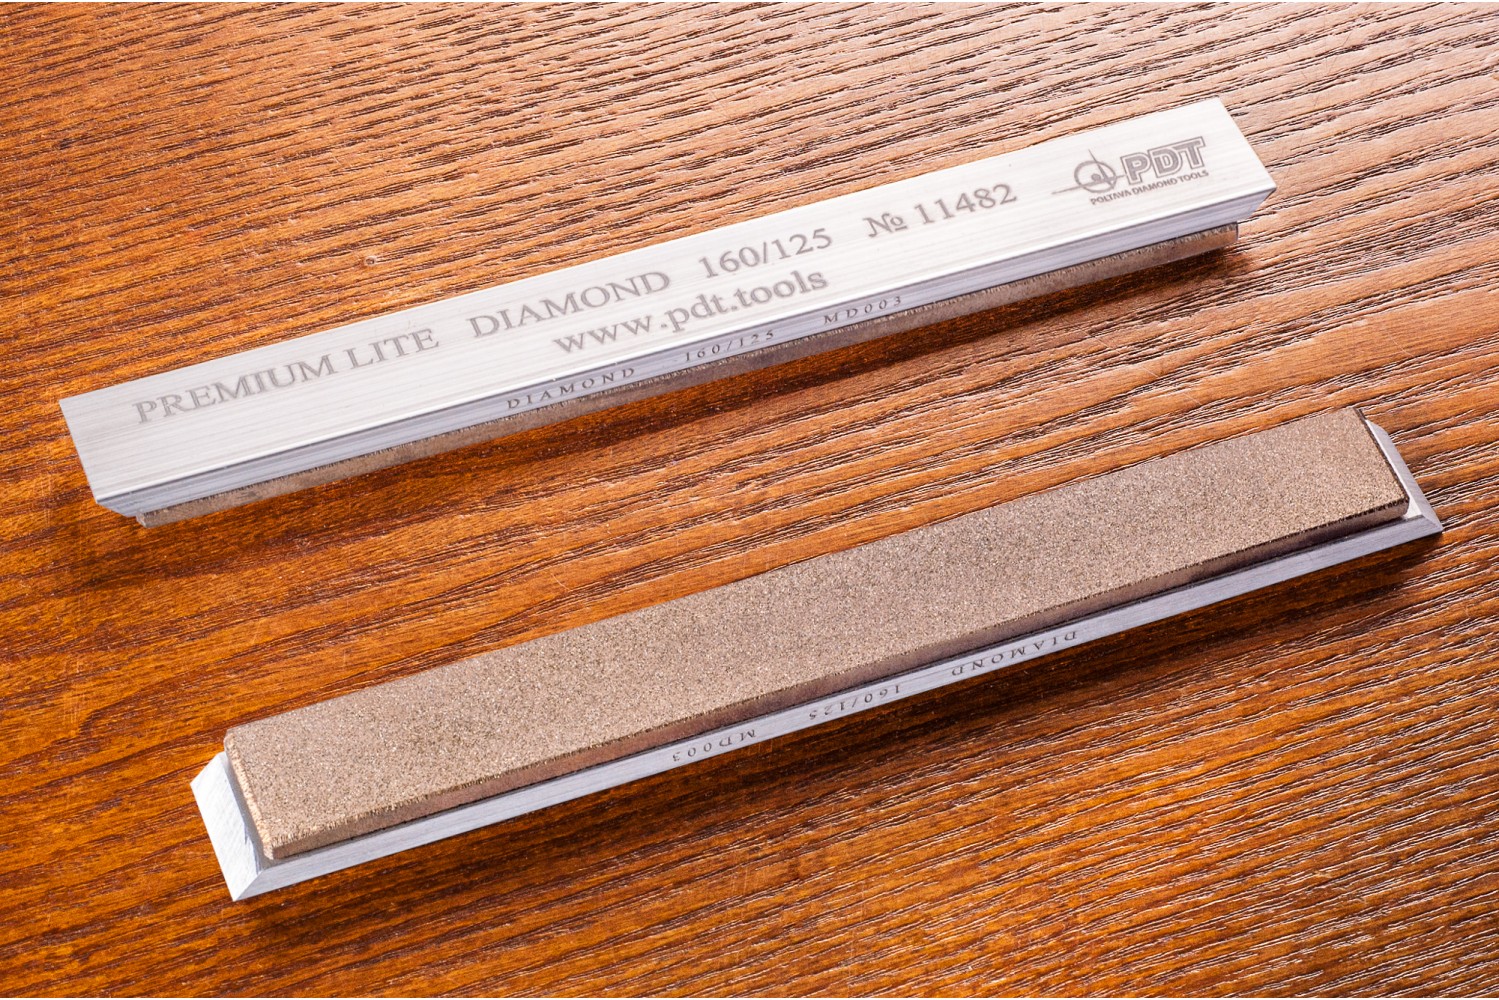 PREMIUM LITE DIAMOND 160/125 № 11482
www.pdt.tools
PDT
POLTAVA DIAMOND TOOLS
DIAMOND 160/125 MD003
DIAMOND 160/125 MD003